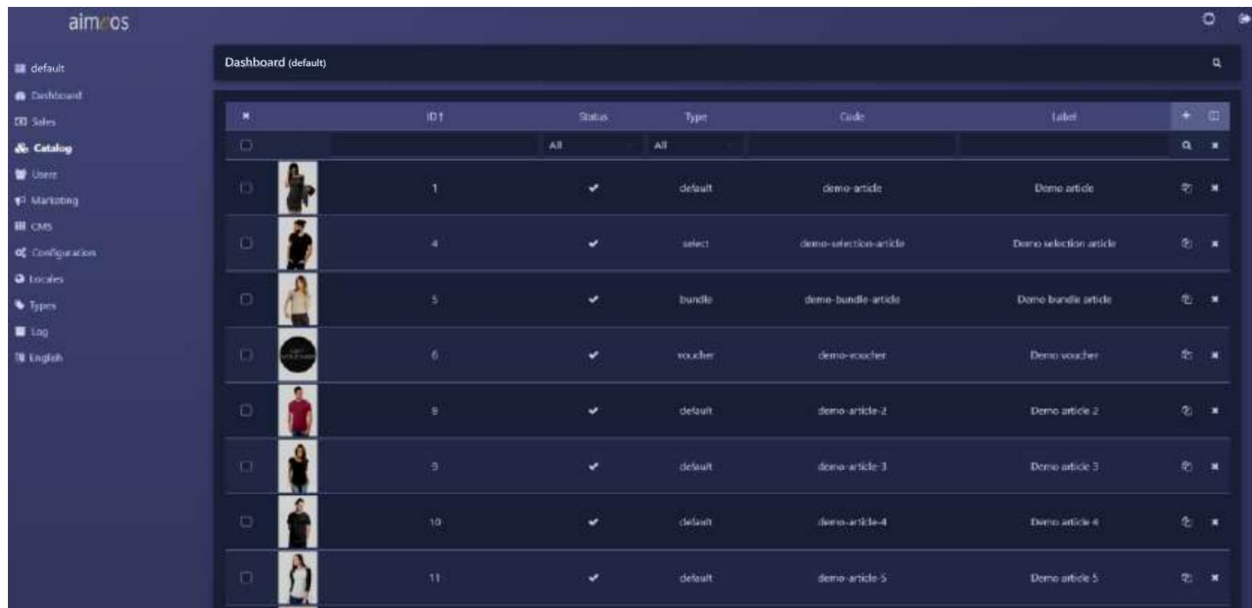 aimeos
default
Dashboard
Sales
Catalog
Users
Marketing
CMS
Configuration
Locales
Types
Log
English
Dashboard (default)
ID↑ Status Type Code Label
All All
1 default demo-article Demo article
4 select demo-selection-article Demo selection article
5 bundle demo-bundle-article Demo bundle article
6 voucher demo-voucher Demo voucher
8 default demo-article-2 Demo article 2
9 default demo-article-3 Demo article 3
10 default demo-article-4 Demo article 4
11 default demo-article-5 Demo article 5